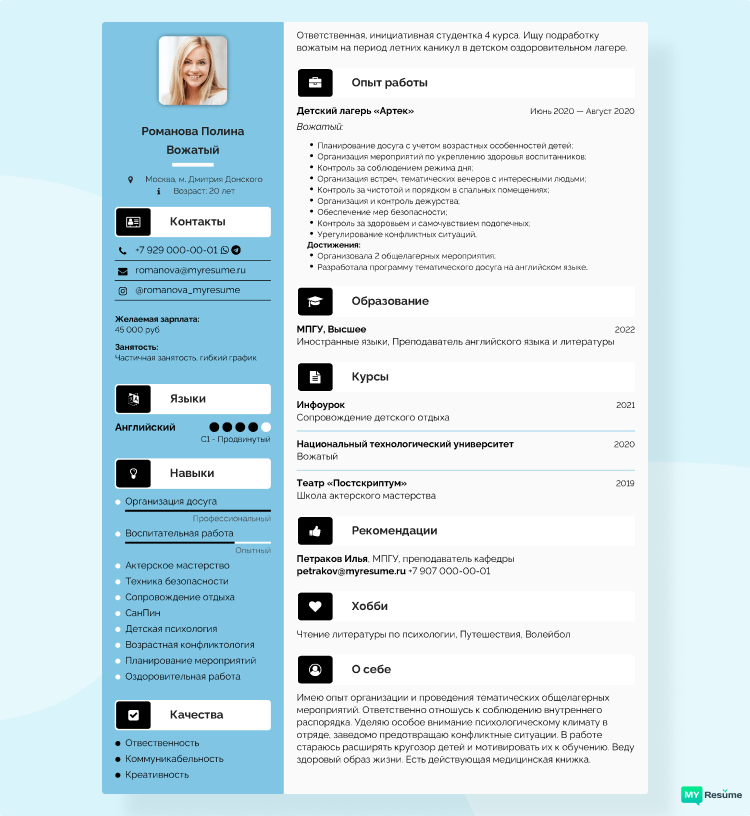 Романова Полина
Вожатый
Москва, м. Дмитрия Донского
Возраст: 20 лет
Контакты
+7 929 000-00-01
romanova@myresume.ru
@romanova_myresume
Желаемая зарплата:
45 000 руб
Занятость:
Частичная занятость, гибкий график
Языки
Английский
C1 - Продвинутый
Навыки
Организация досуга
Профессиональный
Воспитательная работа
Опытный
Актерское мастерство
Техника безопасности
Сопровождение отдыха
СанПин
Детская психология
Возрастная конфликтология
Планирование мероприятий
Оздоровительная работа
Качества
Отвественность
Коммуникабельность
Креативность
Ответственная, инициативная студентка 4 курса. Ищу подработку
вожатым на период летних каникул в детском оздоровительном лагере.
Опыт работы
Детский лагерь «Артек» Июнь 2020 — Август 2020
Вожатый:
Планирование досуга с учетом возрастных особенностей детей;
Организация мероприятий по укреплению здоровья воспитанников;
Контроль за соблюдением режима дня;
Организация встреч, тематических вечеров с интересными людьми;
Контроль за чистотой и порядком в спальных помещениях;
Организация и контроль дежурства;
Обеспечение мер безопасности;
Контроль за здоровьем и самочувствием подопечных;
Урегулирование конфликтных ситуаций.
Достижения:
Организовала 2 общелагерных мероприятия;
Разработала программу тематического досуга на английском языке.
Образование
МПГУ, Высшее 2022
Иностранные языки, Преподаватель английского языка и литературы
Курсы
Инфоурок 2021
Сопровождение детского отдыха
Национальный технологический университет 2020
Вожатый
Театр «Постскриптум» 2019
Школа актерского мастерства
Рекомендации
Петраков Илья, МПГУ, преподаватель кафедры
petrakov@myresume.ru +7 907 000-00-01
Хобби
Чтение литературы по психологии, Путешествия, Волейбол
О себе
Имею опыт организации и проведения тематических общелагерных
мероприятий. Ответственно отношусь к соблюдению внутреннего
распорядка. Уделяю особое внимание психологическому климату в
отряде, заведомо предотвращаю конфликтные ситуации. В работе
стараюсь расширять кругозор детей и мотивировать их к обучению. Веду
здоровый образ жизни. Есть действующая медицинская книжка.
MY Resume